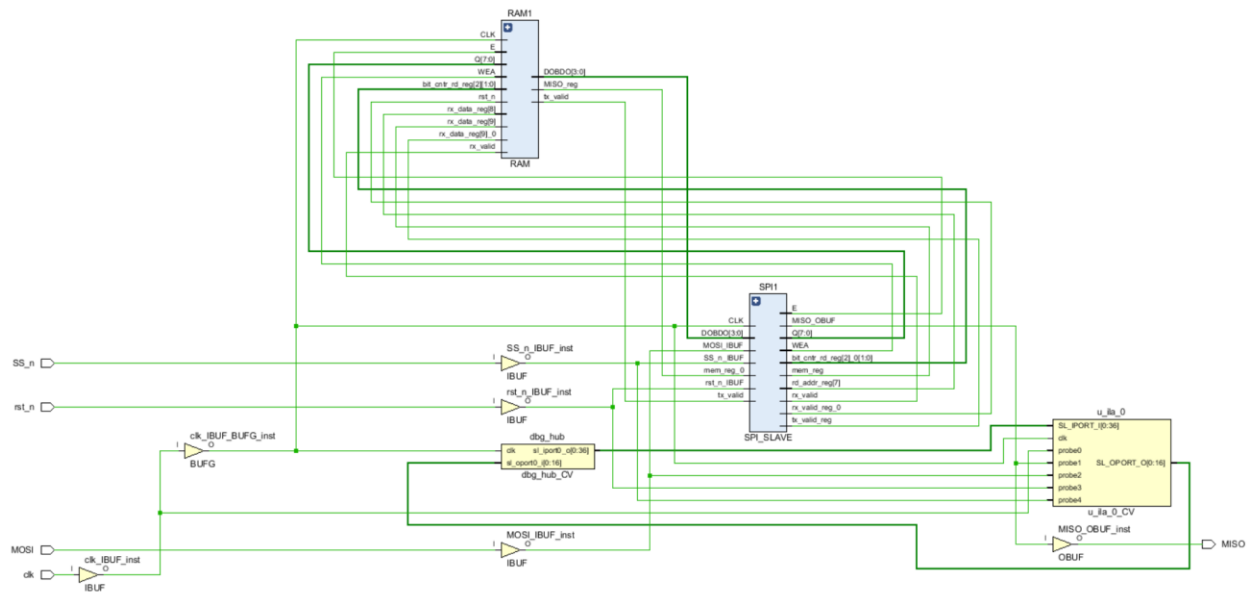 RAM1
CLK
E
Q[7:0]
WEA
bit_cntr_rd_reg[2][1:0]
rst_n
rx_data_reg[8]
rx_data_reg[9]
rx_data_reg[9]_0
rx_valid
DOBDO[3:0]
MISO_reg
tx_valid
RAM
SPI1
CLK
DOBDO[3:0]
MOSI_IBUF
SS_n_IBUF
mem_reg_0
rst_n_IBUF
tx_valid
E
MISO_OBUF
Q[7:0]
WEA
bit_cntr_rd_reg[2]_0[1:0]
mem_reg
rd_addr_reg[7]
rx_valid
rx_valid_reg_0
tx_valid_reg
SPI_SLAVE
SS_n
SS_n_IBUF_inst
I O
IBUF
rst_n
rst_n_IBUF_inst
I O
IBUF
clk_IBUF_BUFG_inst
I O
BUFG
dbg_hub
clk sl_iport0_o[0:36]
sl_oport0_i[0:16]
dbg_hub_CV
u_ila_0
SL_IPORT_I[0:36]
clk
probe0
probe1 SL_OPORT_O[0:16]
probe2
probe3
probe4
u_ila_0_CV
MOSI
MOSI_IBUF_inst
I O
IBUF
MISO_OBUF_inst
I O
OBUF
MISO
clk
clk_IBUF_inst
I O
IBUF